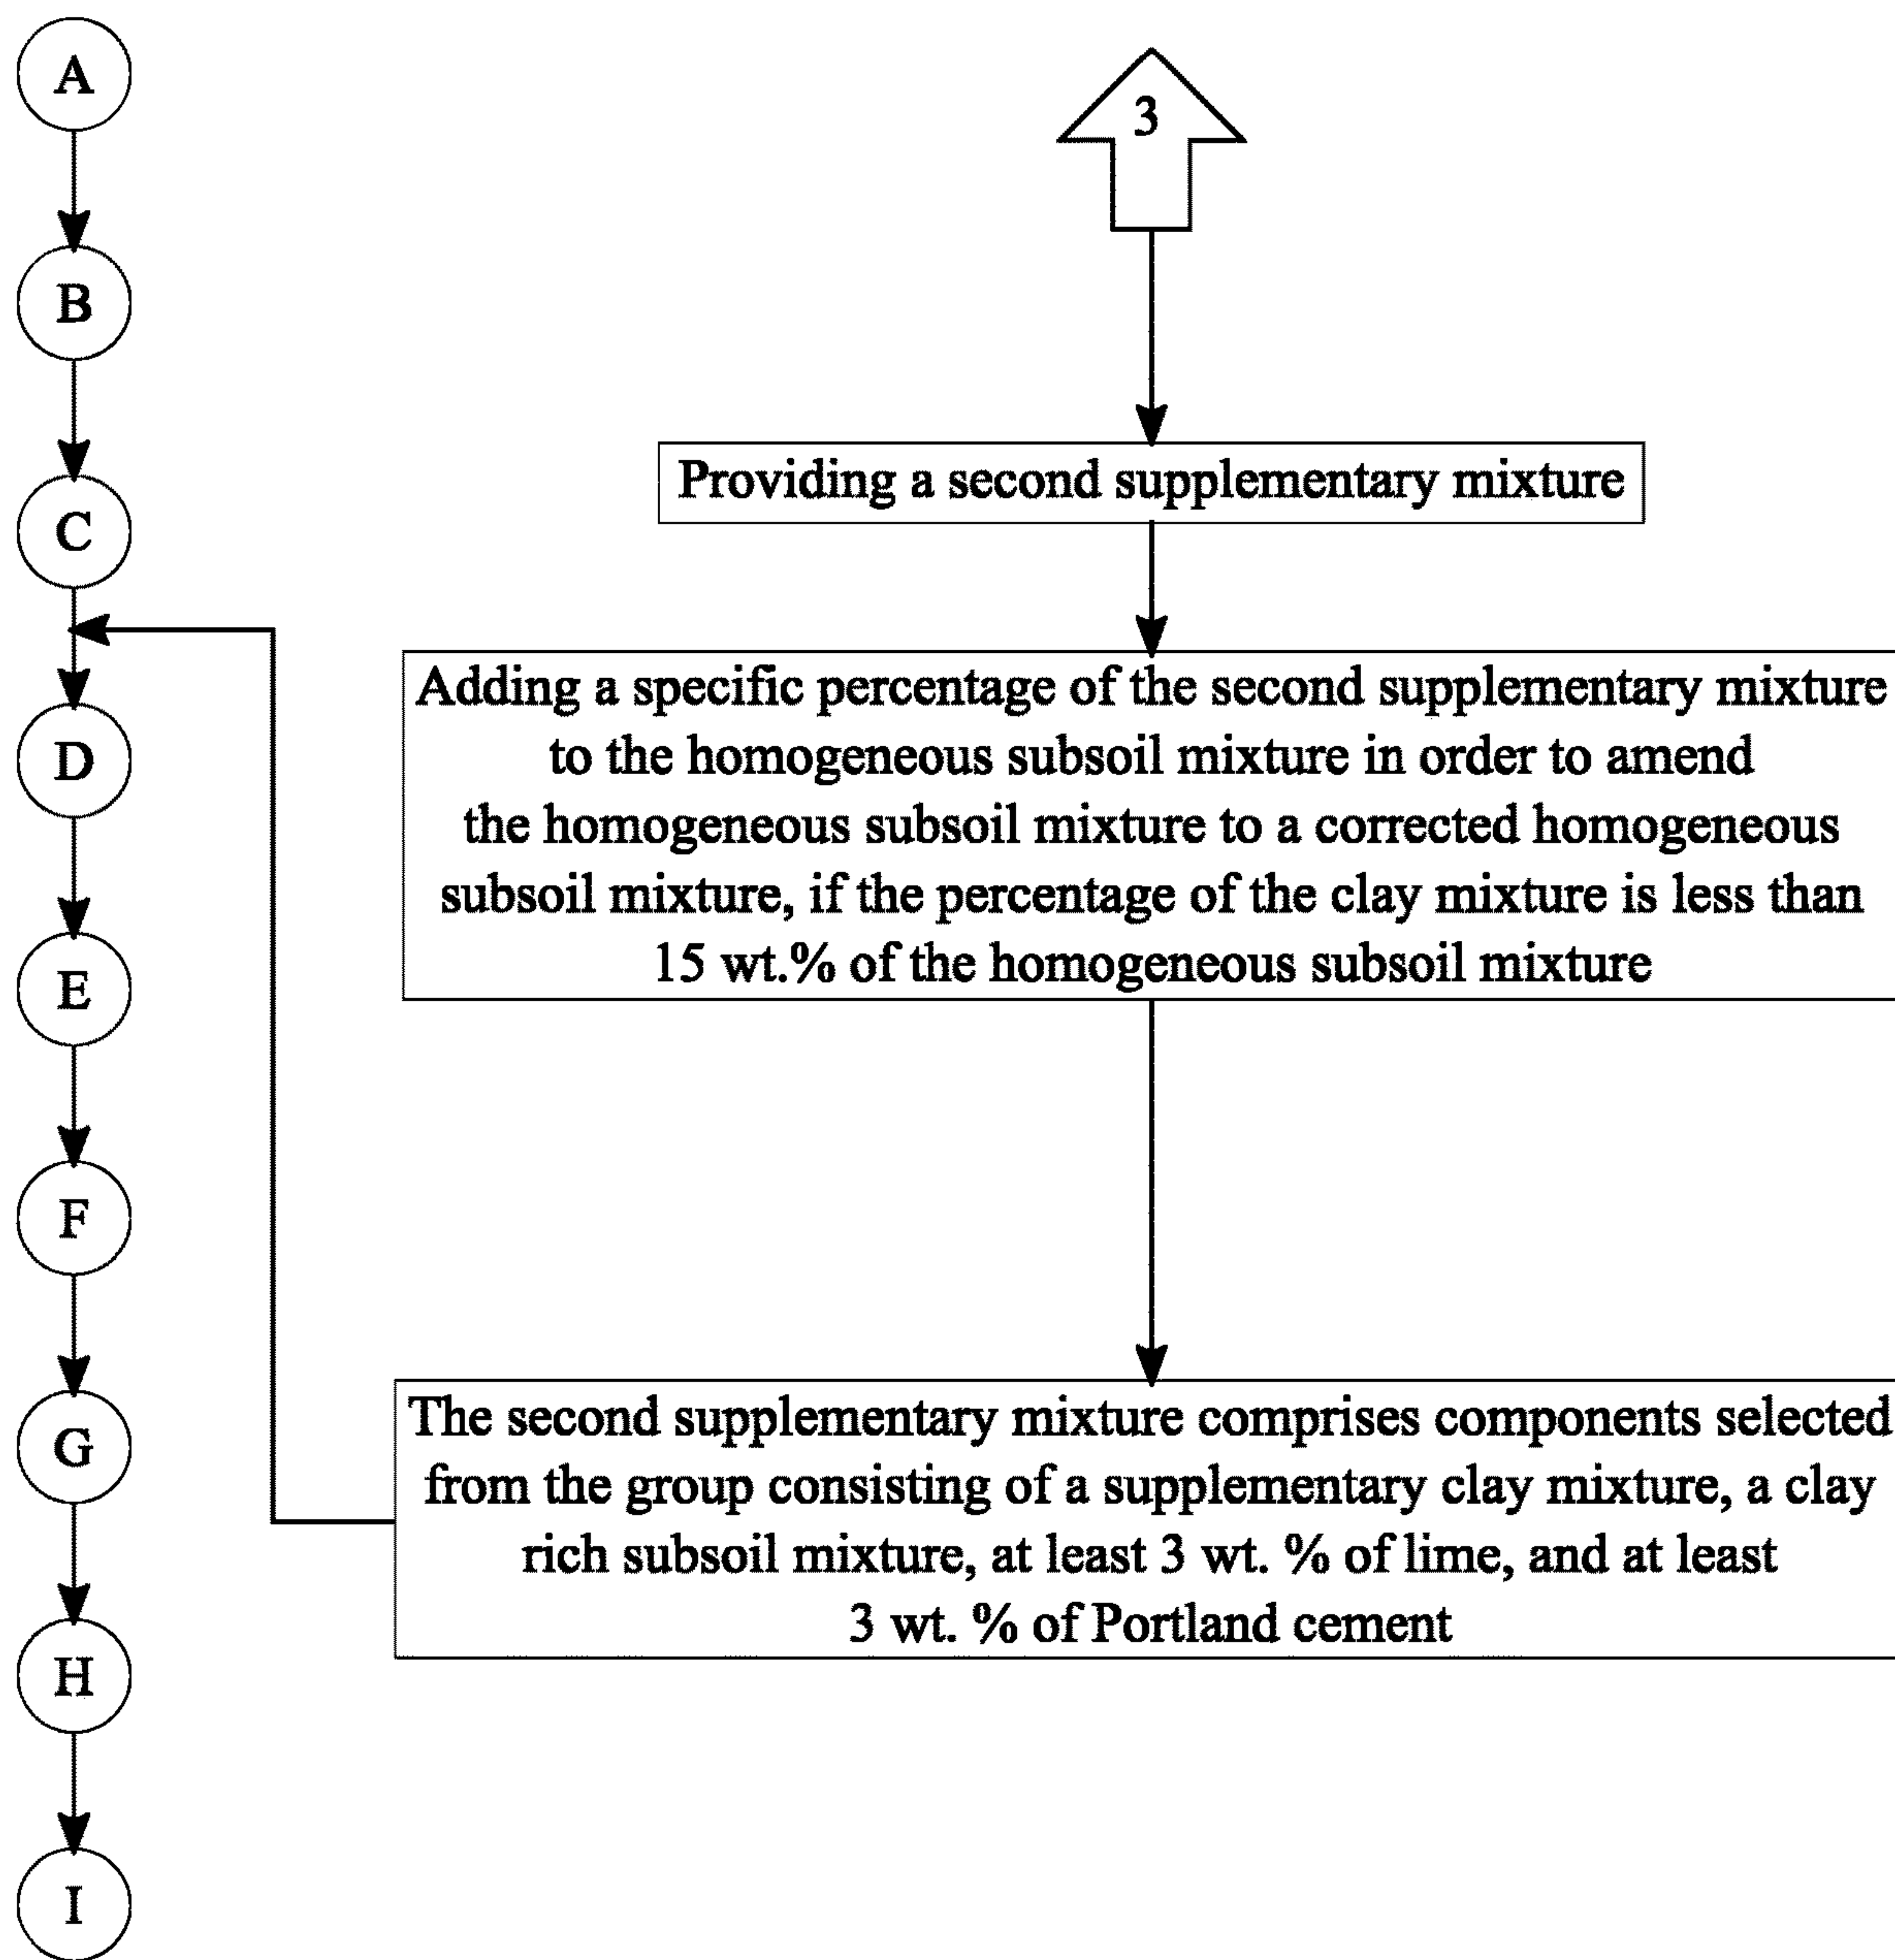 A
B
C
D
E
F
G
H
I
3
Providing a second supplementary mixture
Adding a specific percentage of the second supplementary mixture
to the homogeneous subsoil mixture in order to amend
the homogeneous subsoil mixture to a corrected homogeneous
subsoil mixture, if the percentage of the clay mixture is less than
15 wt.% of the homogeneous subsoil mixture
The second supplementary mixture comprises components selected
from the group consisting of a supplementary clay mixture, a clay
rich subsoil mixture, at least 3 wt. % of lime, and at least
3 wt. % of Portland cement